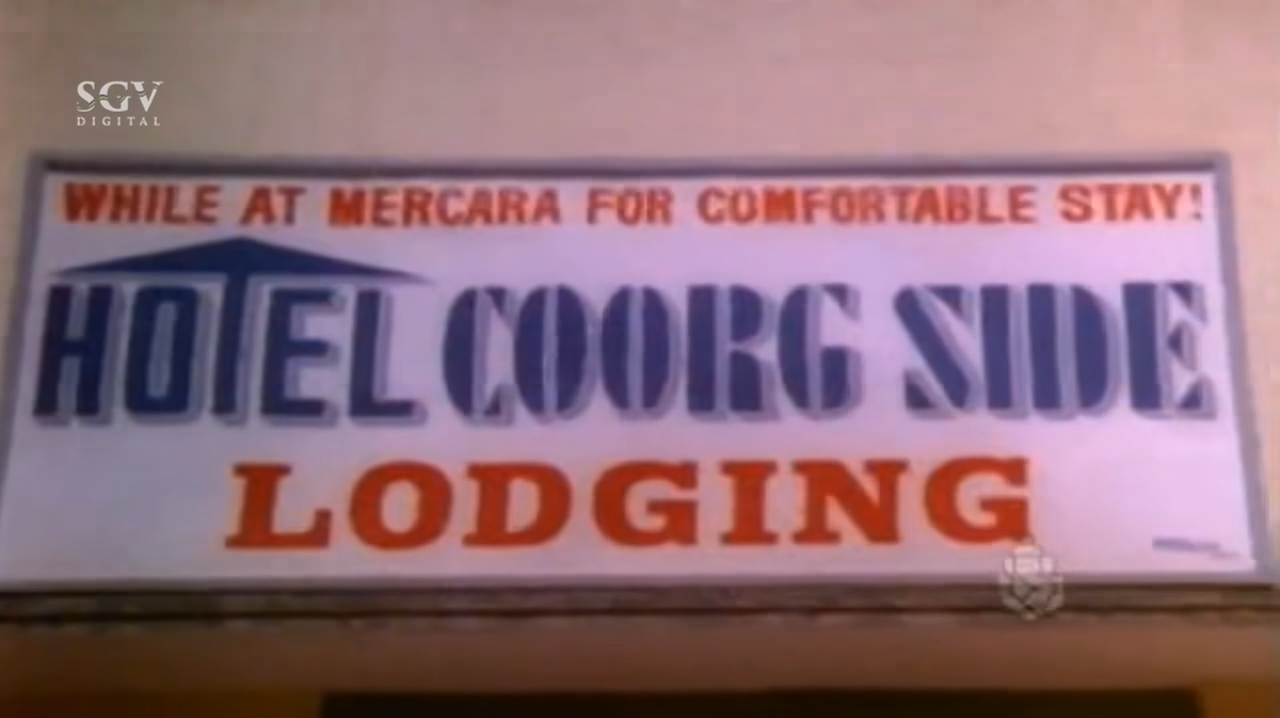 SGV
DIGITAL
WHILE AT MERCARA FOR COMFORTABLE STAY!
HOTEL COORG SIDE
LODGING